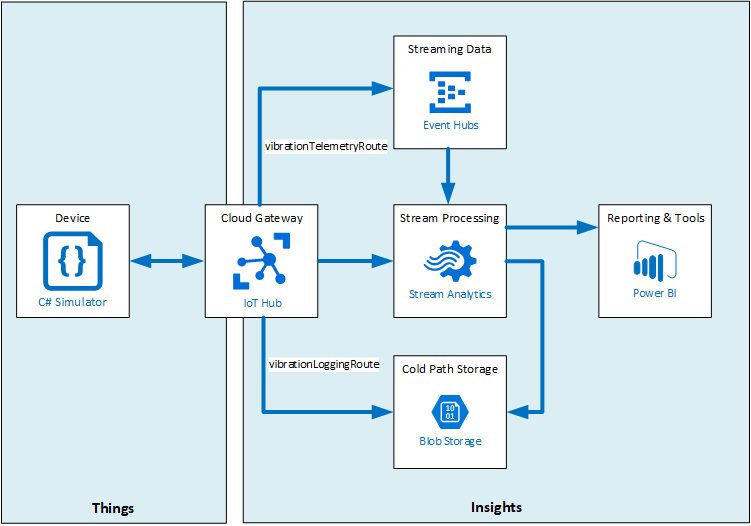 Streaming Data
Event Hubs
vibrationTelemetryRoute
Device
C# Simulator
Cloud Gateway
IoT Hub
Stream Processing
Stream Analytics
Reporting & Tools
Power BI
vibrationLoggingRoute
Cold Path Storage
10
01
Blob Storage
Things
Insights